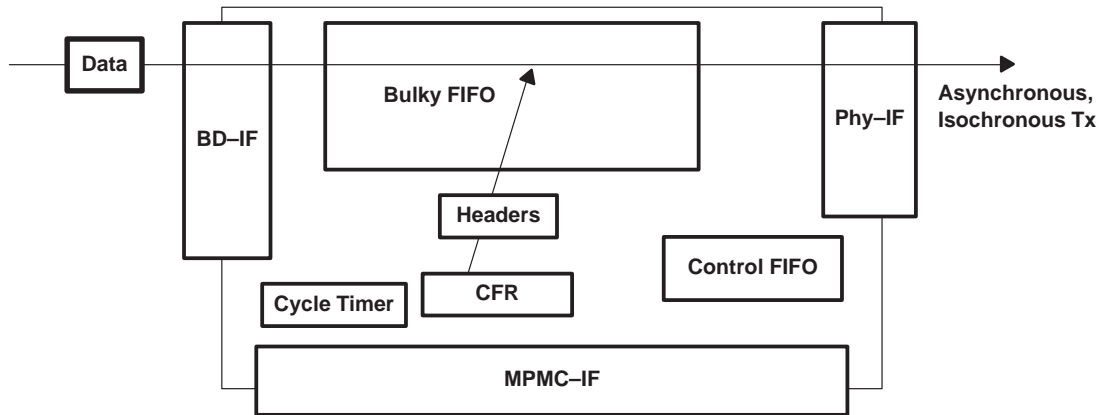 Data
Bulky FIFO
BD–IF
Phy–IF
Asynchronous,
Isochronous Tx
Headers
Control FIFO
CFR
Cycle Timer
MPMC–IF